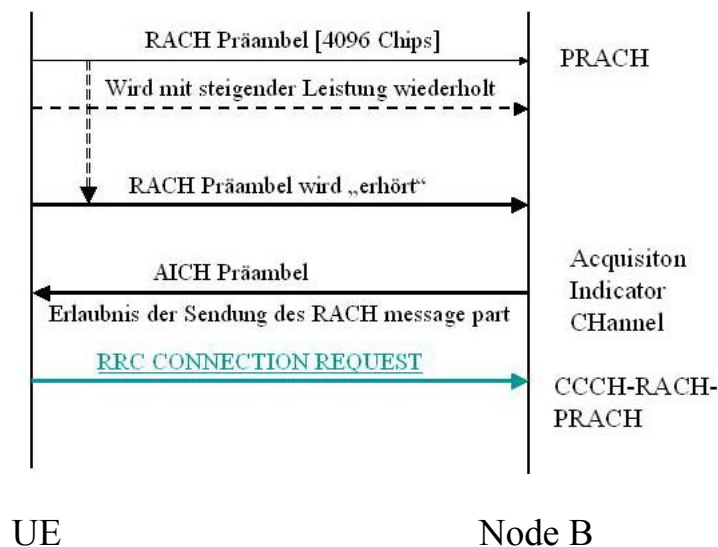 RACH Präambel [4096 Chips]
PRACH
Wird mit steigender Leistung wiederholt
RACH Präambel wird „erhört“
AICH Präambel
Erlaubnis der Sendung des RACH message part
Acquisiton
Indicator
CHannel
RRC CONNECTION REQUEST
CCCH-RACH-
PRACH
UE
Node B